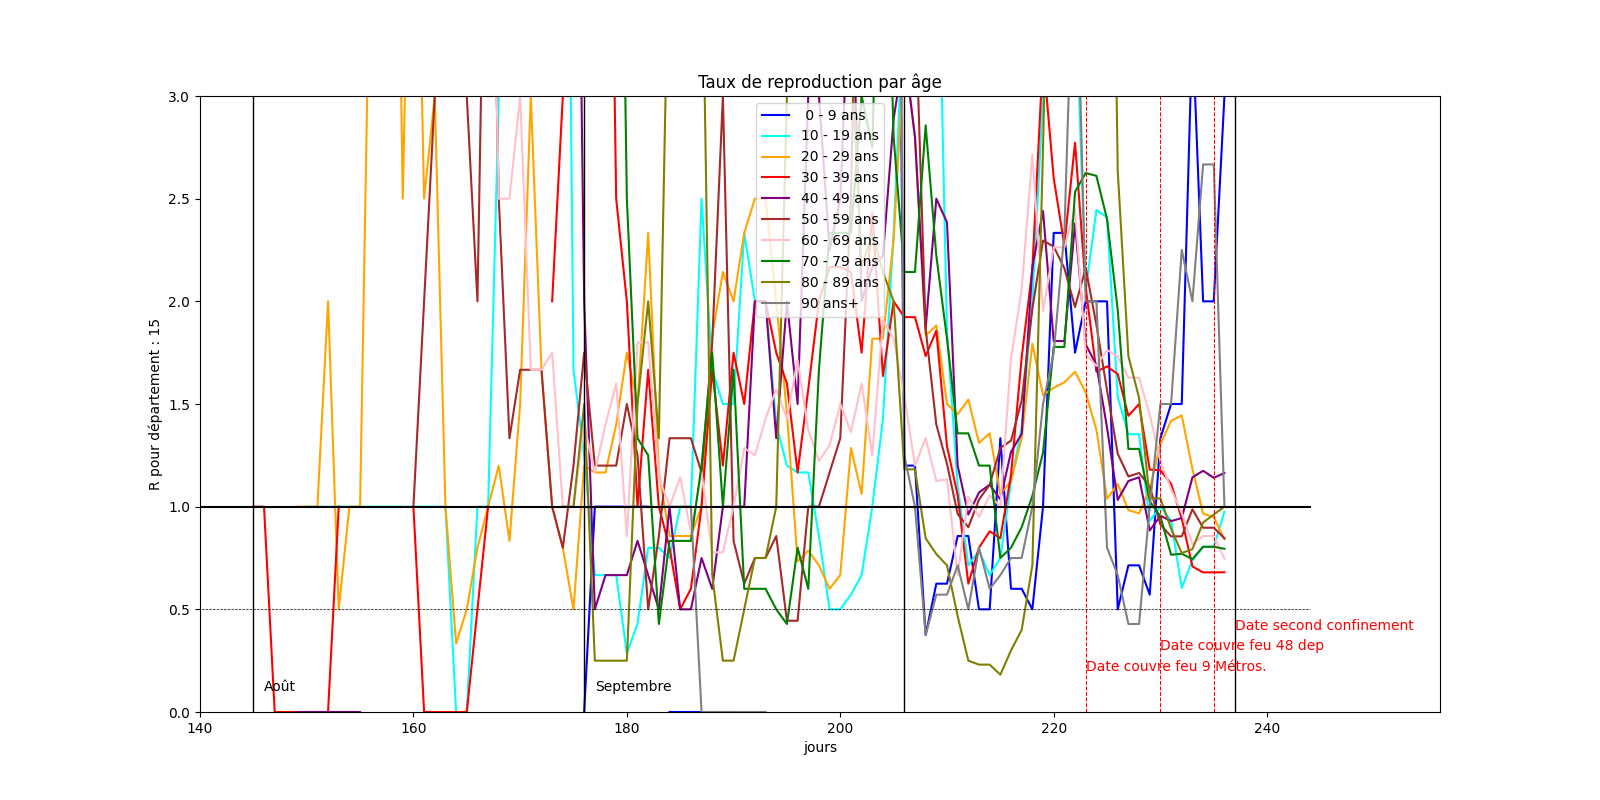 Taux de reproduction par âge
R pour département : 15
3.0
2.5
2.0
1.5
1.0
0.5
0.0
0 - 9 ans
10 - 19 ans
20 - 29 ans
30 - 39 ans
40 - 49 ans
50 - 59 ans
60 - 69 ans
70 - 79 ans
80 - 89 ans
90 ans+
Date second confinement
Date couvre feu 48 dep
Date couvre feu 9 Métros.
Août
Septembre
140
160
180
200
220
240
jours